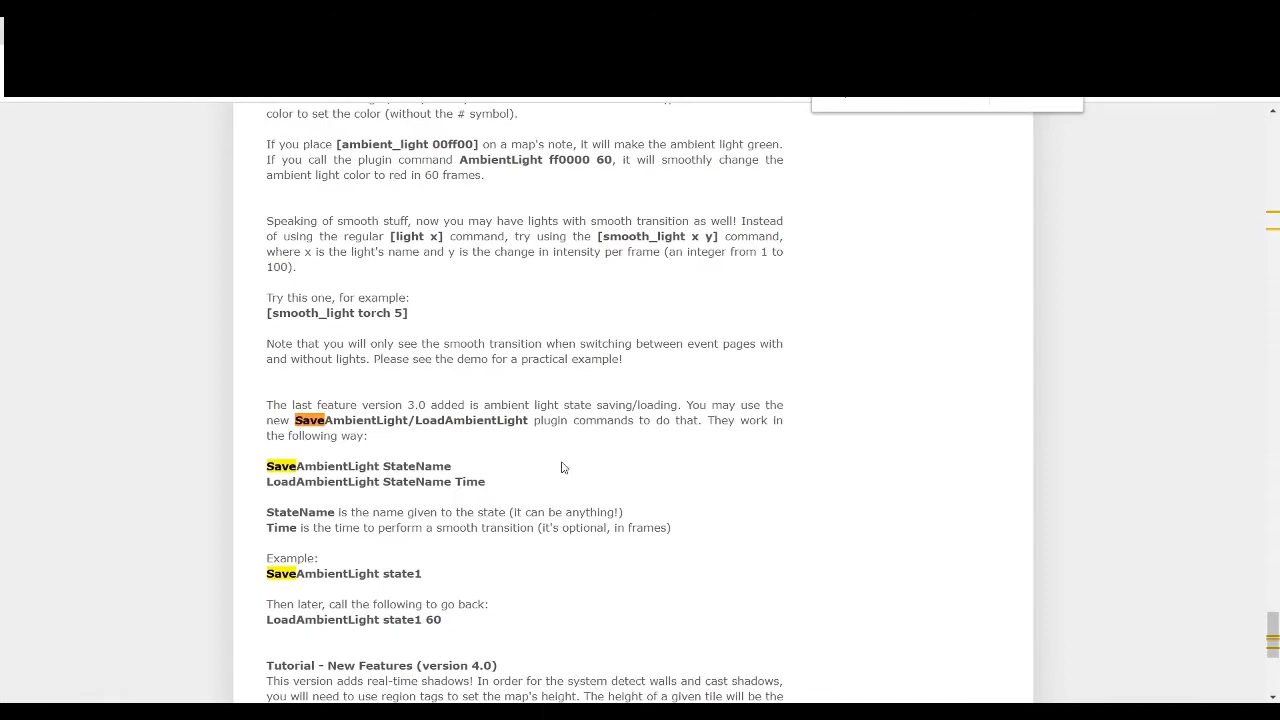 color to set the color (without the # symbol).
If you place [ambient_light 00ff00] on a map's note, it will make the ambient light green.
If you call the plugin command AmbientLight ff0000 60, it will smoothly change the
ambient light color to red in 60 frames.
Speaking of smooth stuff, now you may have lights with smooth transition as well! Instead
of using the regular [light x] command, try using the [smooth_light x y] command,
where x is the light's name and y is the change in intensity per frame (an integer from 1 to
100).
Try this one, for example:
[smooth_light torch 5]
Note that you will only see the smooth transition when switching between event pages with
and without lights. Please see the demo for a practical example!
The last feature version 3.0 added is ambient light state saving/loading. You may use the
new SaveAmbientLight/LoadAmbientLight plugin commands to do that. They work in
the following way:
SaveAmbientLight StateName
LoadAmbientLight StateName Time
StateName is the name given to the state (it can be anything!)
Time is the time to perform a smooth transition (it's optional, in frames)
Example:
SaveAmbientLight state1
Then later, call the following to go back:
LoadAmbientLight state1 60
Tutorial - New Features (version 4.0)
This version adds real-time shadows! In order for the system detect walls and cast shadows,
you will need to use region tags to set the map's height. The height of a given tile will be the